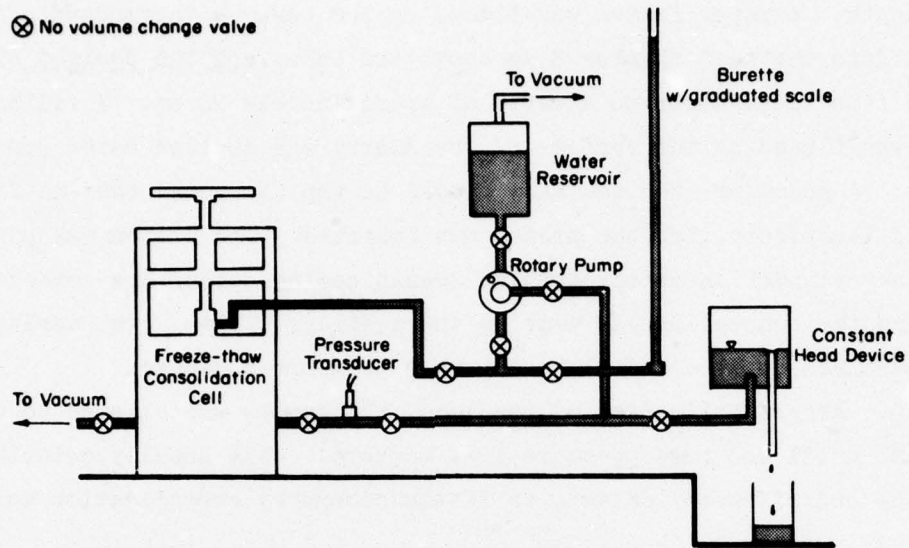 No volume change valve
To Vacuum
Burette
w/graduated scale
Water
Reservoir
Rotary Pump
Constant
Head Device
Freeze-thaw
Consolidation
Cell
Pressure
Transducer
To Vacuum